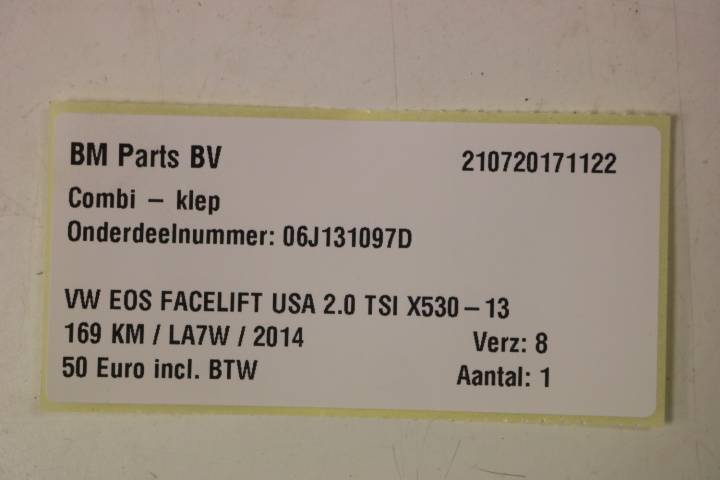 BM Parts BV 210720171122
Combi – klep
Onderdeelnummer: 06J131097D
VW EOS FACELIFT USA 2.0 TSI X530 – 13
169 KM / LA7W / 2014 Verz: 8
50 Euro incl. BTW Aantal: 1